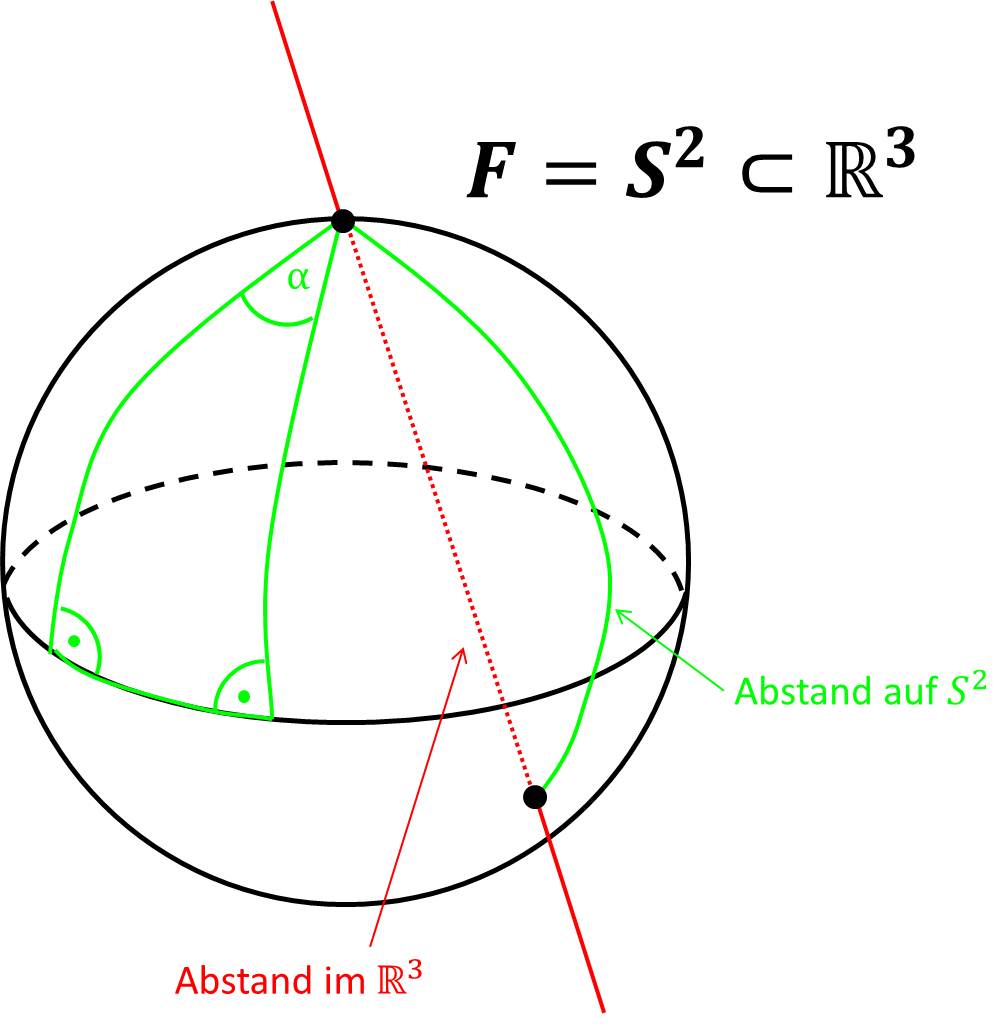 𝑭 = 𝑺² ⊂ ℝ³
α
Abstand auf 𝑆²
Abstand im ℝ³